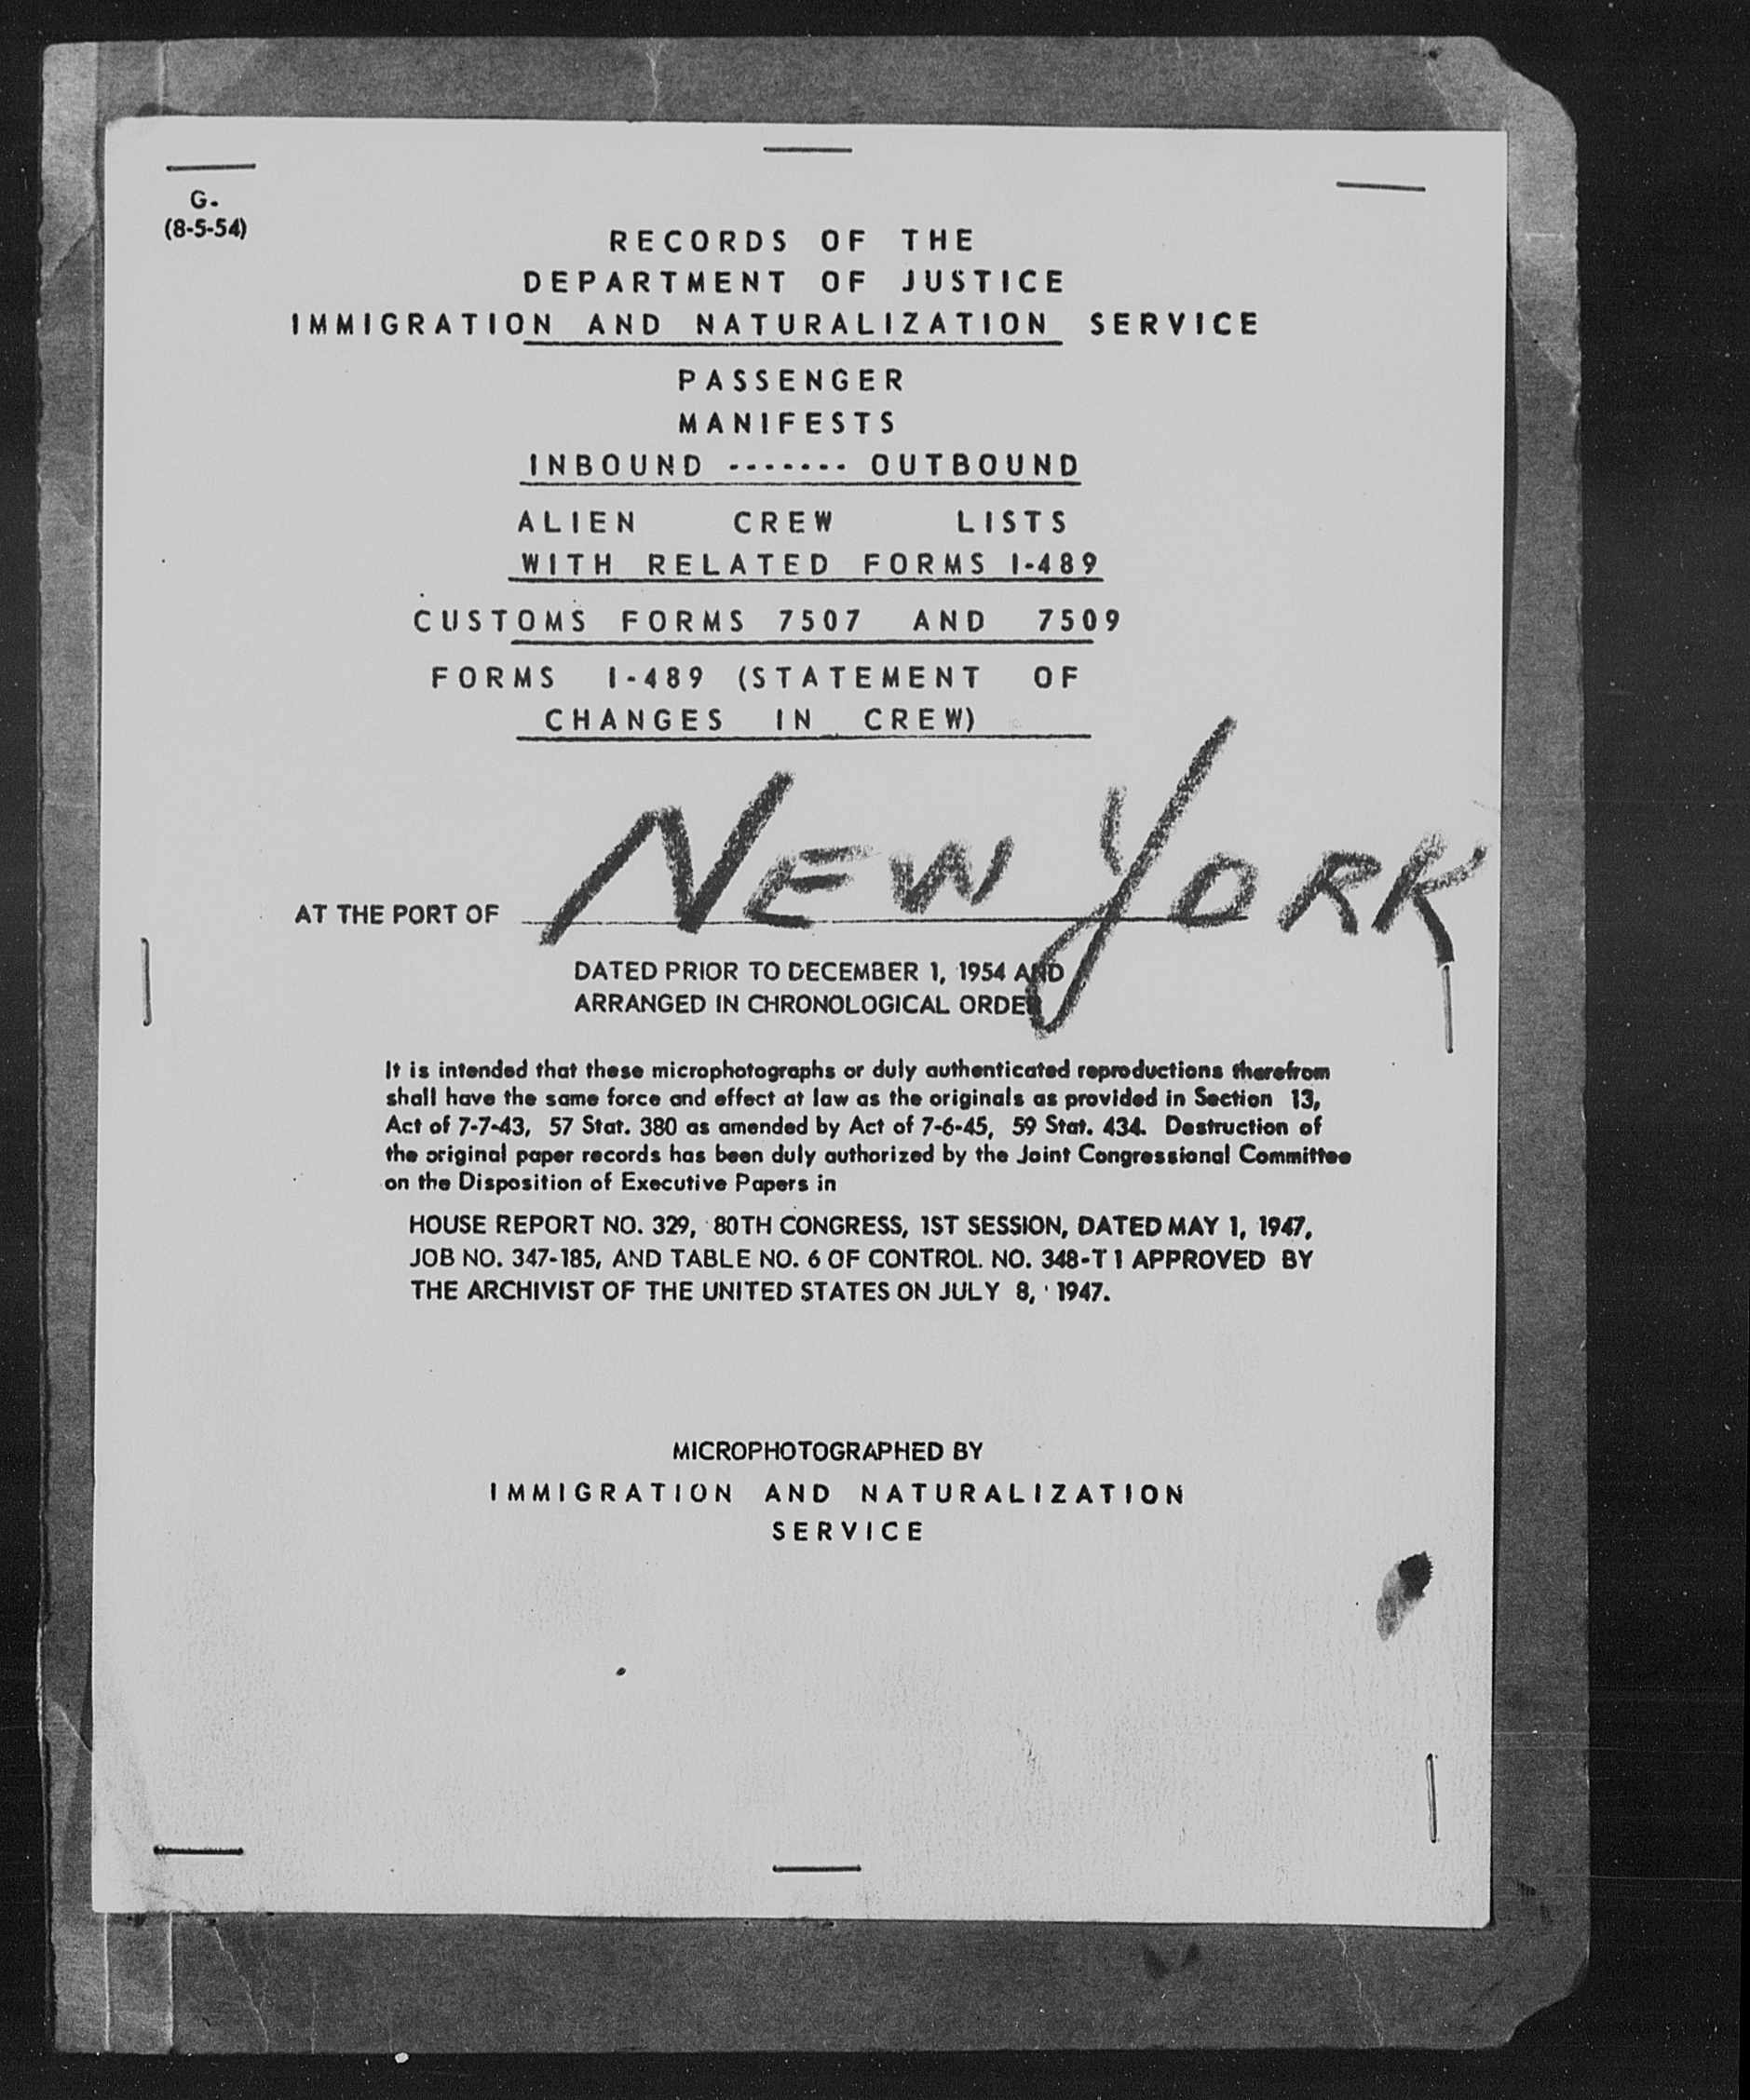 G.
(8-5-54)
RECORDS OF THE
DEPARTMENT OF JUSTICE
IMMIGRATION AND NATURALIZATION SERVICE
PASSENGER
MANIFESTS
INBOUND ------- OUTBOUND
ALIEN CREW LISTS
WITH RELATED FORMS I-489
CUSTOMS FORMS 7507 AND 7509
FORMS I-489 (STATEMENT OF
CHANGES IN CREW)
AT THE PORT OF NEW YORK
DATED PRIOR TO DECEMBER 1, 1954 AND
ARRANGED IN CHRONOLOGICAL ORDER
It is intended that these microphotographs or duly authenticated reproductions therefrom
shall have the same force and effect at law as the originals as provided in Section 13,
Act of 7-7-43, 57 Stat. 380 as amended by Act of 7-6-45, 59 Stat. 434. Destruction of
the original paper records has been duly authorized by the Joint Congressional Committee
on the Disposition of Executive Papers in
HOUSE REPORT NO. 329, 80TH CONGRESS, 1ST SESSION, DATED MAY 1, 1947,
JOB NO. 347-185, AND TABLE NO. 6 OF CONTROL. NO. 348-T1 APPROVED BY
THE ARCHIVIST OF THE UNITED STATES ON JULY 8, 1947.
MICROPHOTOGRAPHED BY
IMMIGRATION AND NATURALIZATION
SERVICE